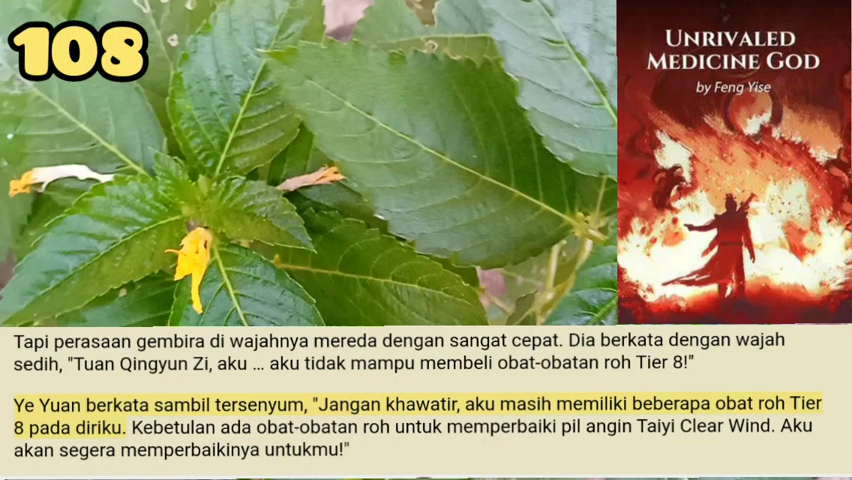 108
UNRIVALED
MEDICINE GOD
by Feng Yise
Tapi perasaan gembira di wajahnya mereda dengan sangat cepat. Dia berkata dengan wajah
sedih, "Tuan Qingyun Zi, aku ... aku tidak mampu membeli obat-obatan roh Tier 8!"
Ye Yuan berkata sambil tersenyum, "Jangan khawatir, aku masih memiliki beberapa obat roh Tier
8 pada diriku. Kebetulan ada obat-obatan roh untuk memperbaiki pil angin Taiyi Clear Wind. Aku
akan segera memperbaikinya untukmu!"